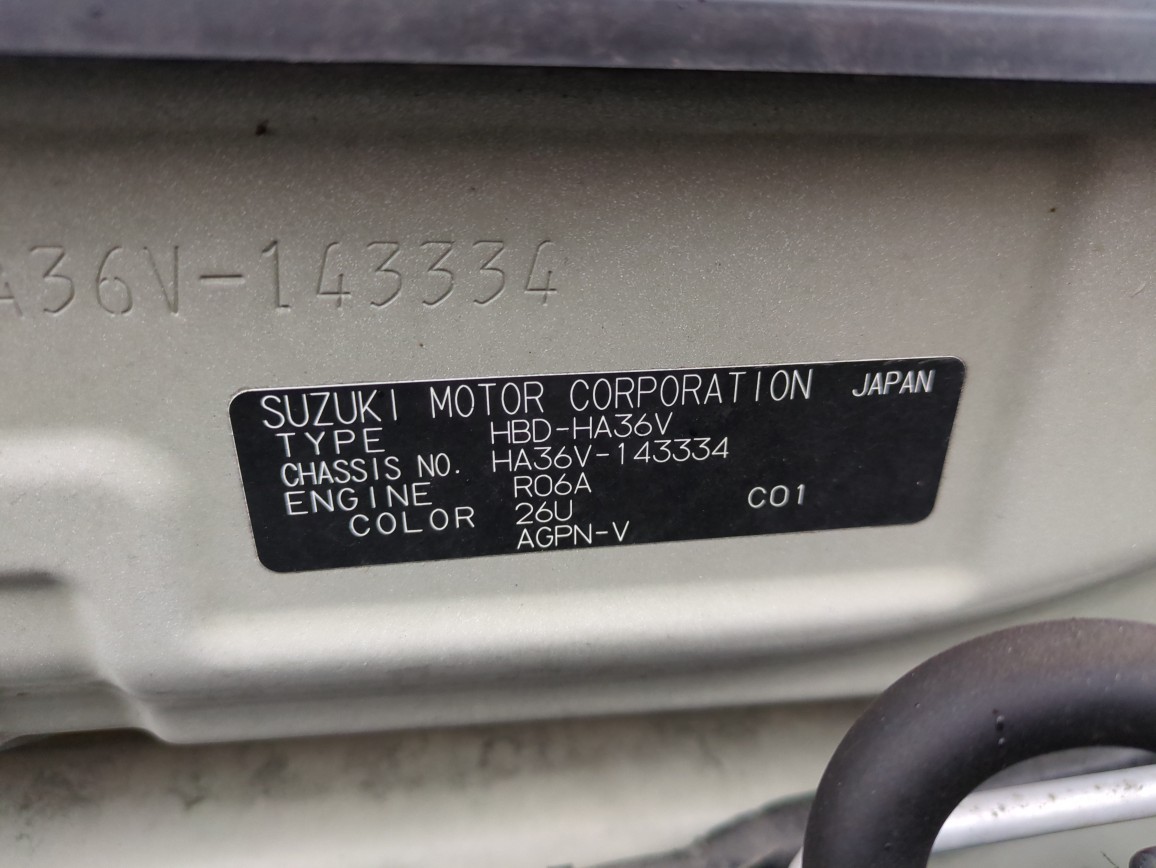 A36V-143334
SUZUKI MOTOR CORPORATION JAPAN
TYPE HBD-HA36V
CHASSIS NO. HA36V-143334
ENGINE R06A
COLOR 26U C01
AGPN-V